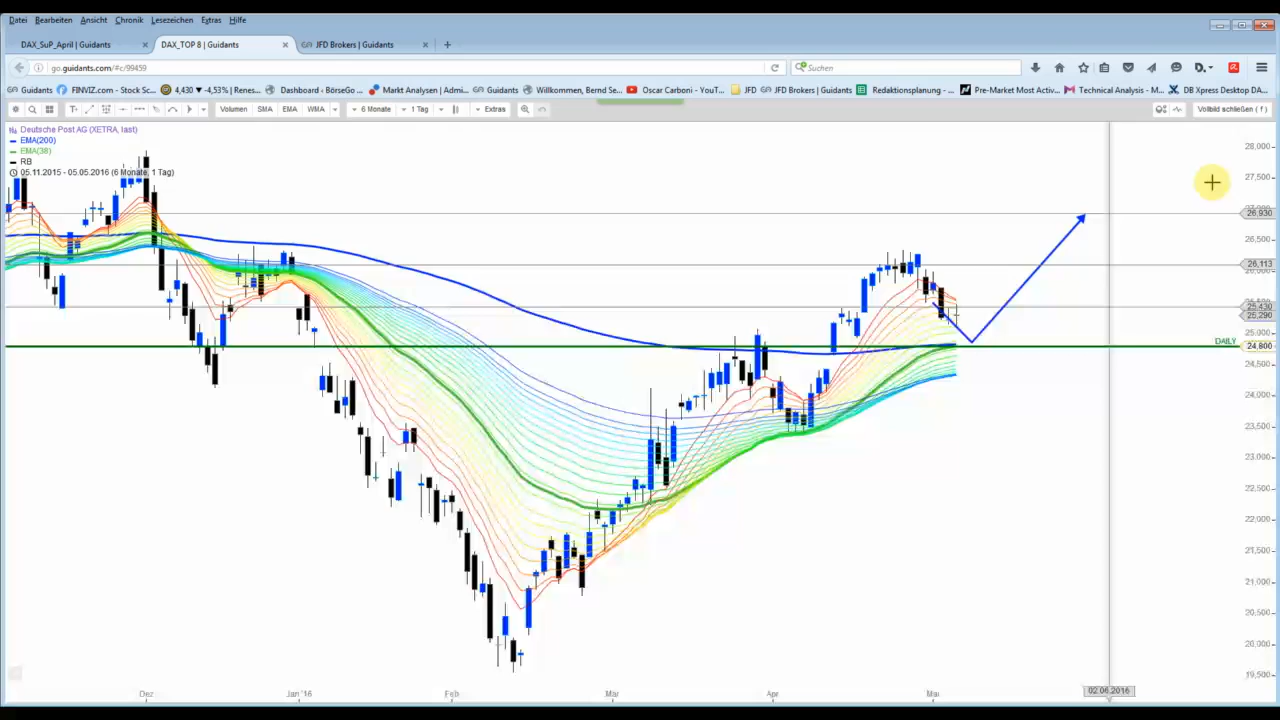 Datei Bearbeiten Ansicht Chronik Lesezeichen Extras Hilfe
DAX_SuP_April | Guidants
DAX_TOP 8 | Guidants
JFD Brokers | Guidants
go.guidants.com/#c/99459
Suchen
Guidants FINVIZ.com - Stock Sc... 4,430 ▼ -4,53% | Renes... Dashboard ‹ BörseGo ... Markt Analysen | Admi... Guidants Willkommen, Bernd Se... Oscar Carboni - YouT... JFD JFD Brokers | Guidants Redaktionsplanung - ... Pre-Market Most Activ... Technical Analysis - M... DB Xpress Desktop DA...
Volumen SMA EMA WMA 6 Monate 1 Tag Extras Vollbild schließen ( f )
Deutsche Post AG (XETRA, last)
EMA(200)
EMA(38)
RB
05.11.2015 - 05.05.2016 (6 Monate, 1 Tag)
28,000
27,500
26,930
26,500
26,113
25,430
25,290
25,000
DAILY
24,800
24,500
24,000
23,500
23,000
22,500
22,000
21,500
21,000
20,500
20,000
19,500
Dez Jan '16 Feb Mär Apr Mai 02.06.2016